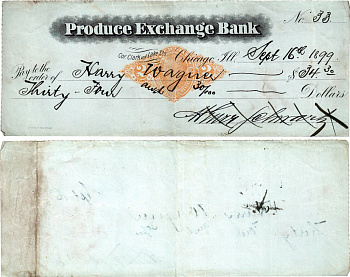 No. 33
Produce Exchange Bank
Cor. Clark and Lake Sts.
Chicago, Ill. Sept 16th 1899
Pay to the
order of Harry Wagner $34 30
Thirty-Four and 30/100 Dollars